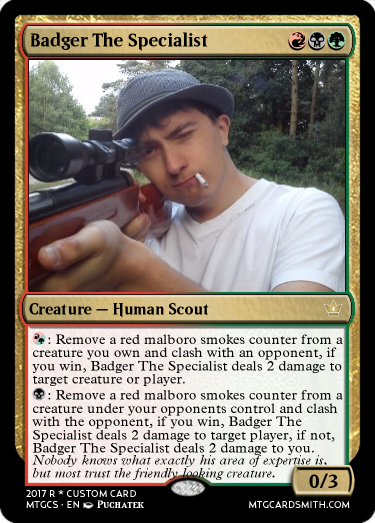 Badger The Specialist
: Remove a red malboro smokes counter from a
creature you own and clash with an opponent, if
you win, Badger The Specialist deals 2 damage to
target creature or player.
: Remove a red malboro smokes counter from a
creature under your opponents control and clash
with the opponent, if you win, Badger The
Specialist deals 2 damage to target player, if not,
Badger The Specialist deals 2 damage to you.
Nobody knows what exactly his area of expertise is,
but most trust the friendly looking creature.
Creature — Human Scout
0/3
2017 R * CUSTOM CARD
MTGCS • EN Puchatek
MTGCARDSMITH.COM